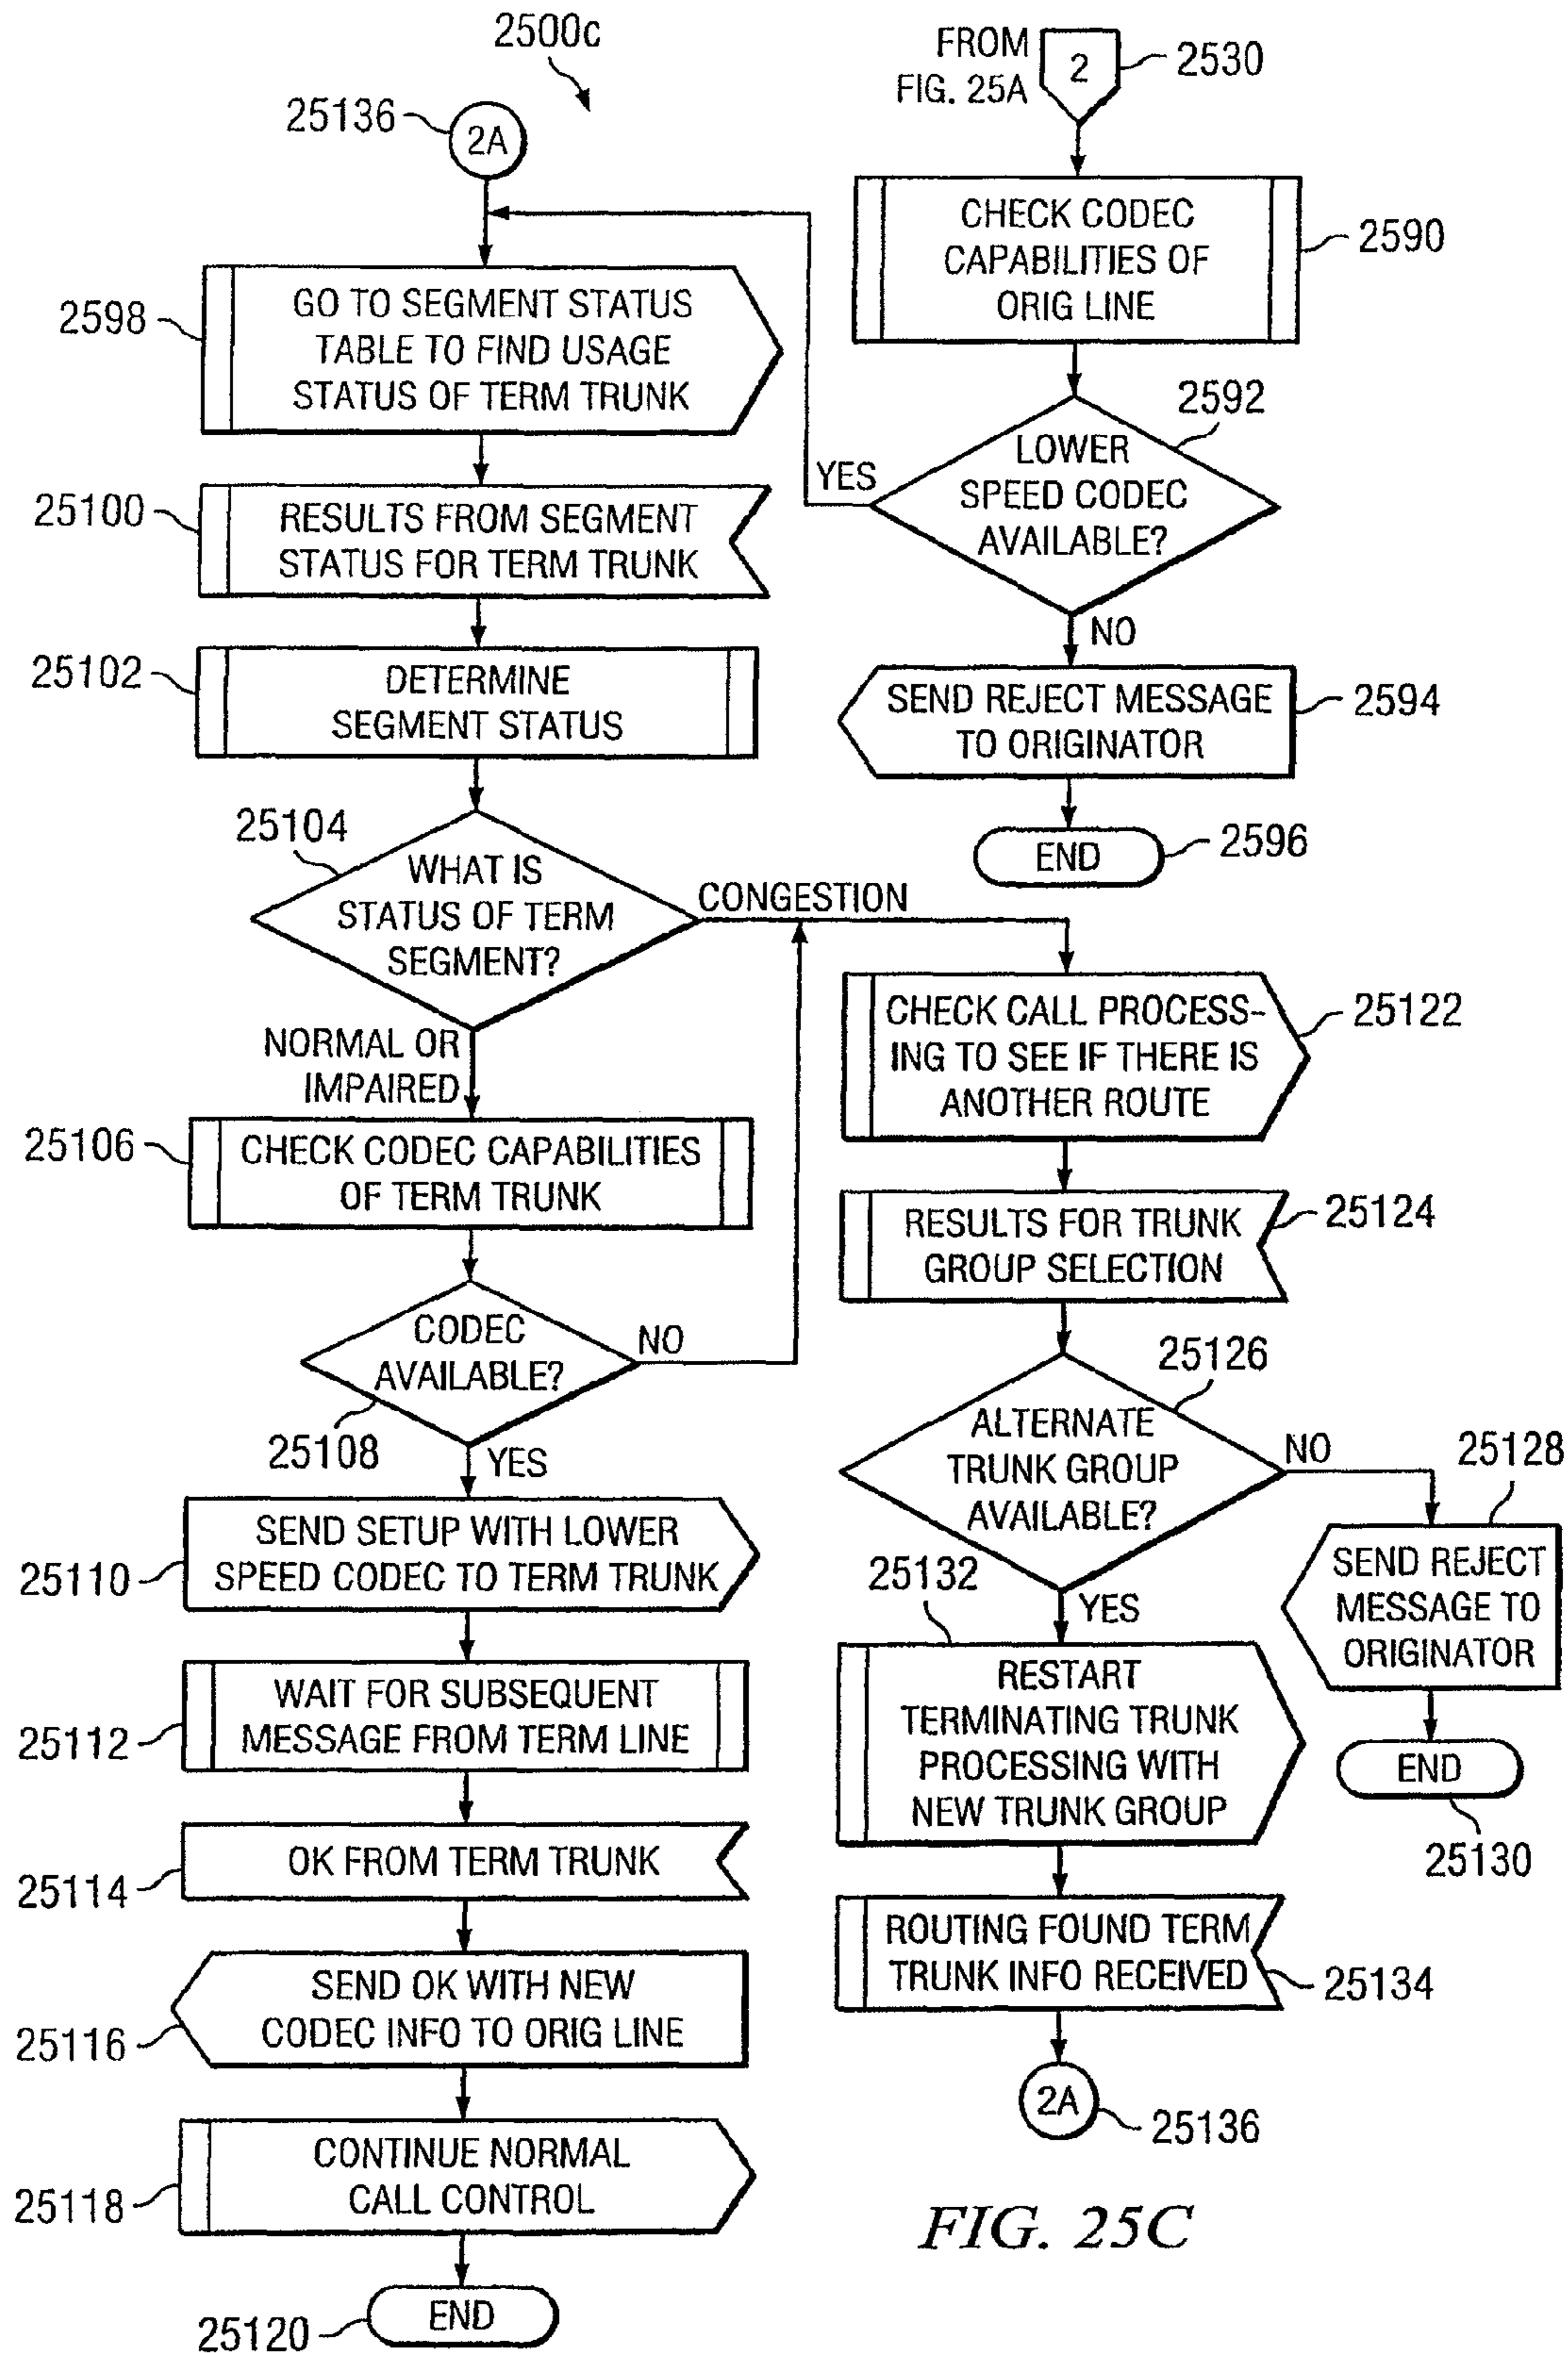 2500c
25136
2A
2598
GO TO SEGMENT STATUS
TABLE TO FIND USAGE
STATUS OF TERM TRUNK
25100
RESULTS FROM SEGMENT
STATUS FOR TERM TRUNK
25102
DETERMINE
SEGMENT STATUS
25104
WHAT IS
STATUS OF TERM
SEGMENT?
CONGESTION
NORMAL OR
IMPAIRED
25106
CHECK CODEC CAPABILITIES
OF TERM TRUNK
CODEC
AVAILABLE?
NO
25108
YES
SEND SETUP WITH LOWER
SPEED CODEC TO TERM TRUNK
25110
WAIT FOR SUBSEQUENT
MESSAGE FROM TERM LINE
25112
OK FROM TERM TRUNK
25114
SEND OK WITH NEW
CODEC INFO TO ORIG LINE
25116
CONTINUE NORMAL
CALL CONTROL
25118
END
25120
FROM
FIG. 25A
2
2530
CHECK CODEC
CAPABILITIES OF
ORIG LINE
2590
2592
LOWER
SPEED CODEC
AVAILABLE?
YES
NO
SEND REJECT MESSAGE
TO ORIGINATOR
2594
END
2596
CHECK CALL PROCESS-
ING TO SEE IF THERE IS
ANOTHER ROUTE
25122
RESULTS FOR TRUNK
GROUP SELECTION
25124
25126
ALTERNATE
TRUNK GROUP
AVAILABLE?
NO
25128
SEND REJECT
MESSAGE TO
ORIGINATOR
END
25130
25132
YES
RESTART
TERMINATING TRUNK
PROCESSING WITH
NEW TRUNK GROUP
ROUTING FOUND TERM
TRUNK INFO RECEIVED
25134
2A
25136
FIG. 25C